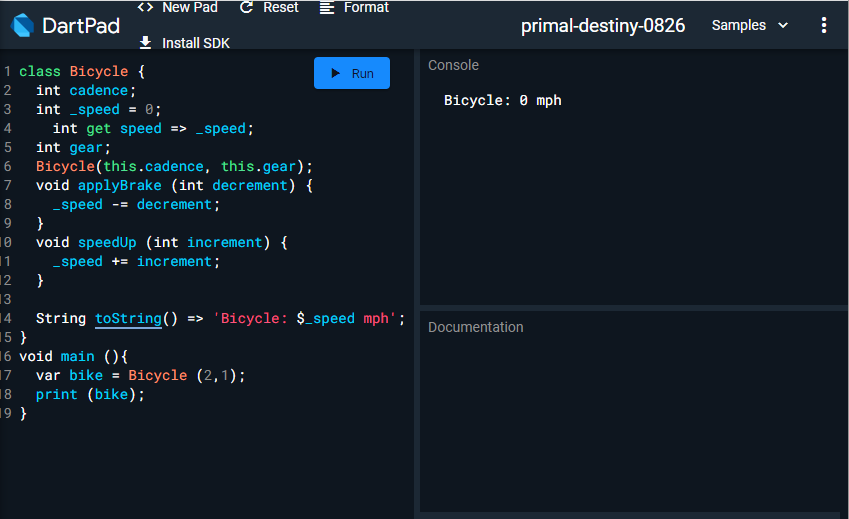 <> New Pad Reset Format
DartPad primal-destiny-0826 Samples
Install SDK
Run
1 class Bicycle {
2 int cadence;
3 int _speed = 0;
4 int get speed => _speed;
5 int gear;
6 Bicycle(this.cadence, this.gear);
7 void applyBrake (int decrement) {
8 _speed -= decrement;
9 }
10 void speedUp (int increment) {
11 _speed += increment;
12 }
13
14 String toString() => 'Bicycle: $_speed mph';
15 }
16 void main (){
17 var bike = Bicycle (2,1);
18 print (bike);
19 }
Console
Bicycle: 0 mph
Documentation